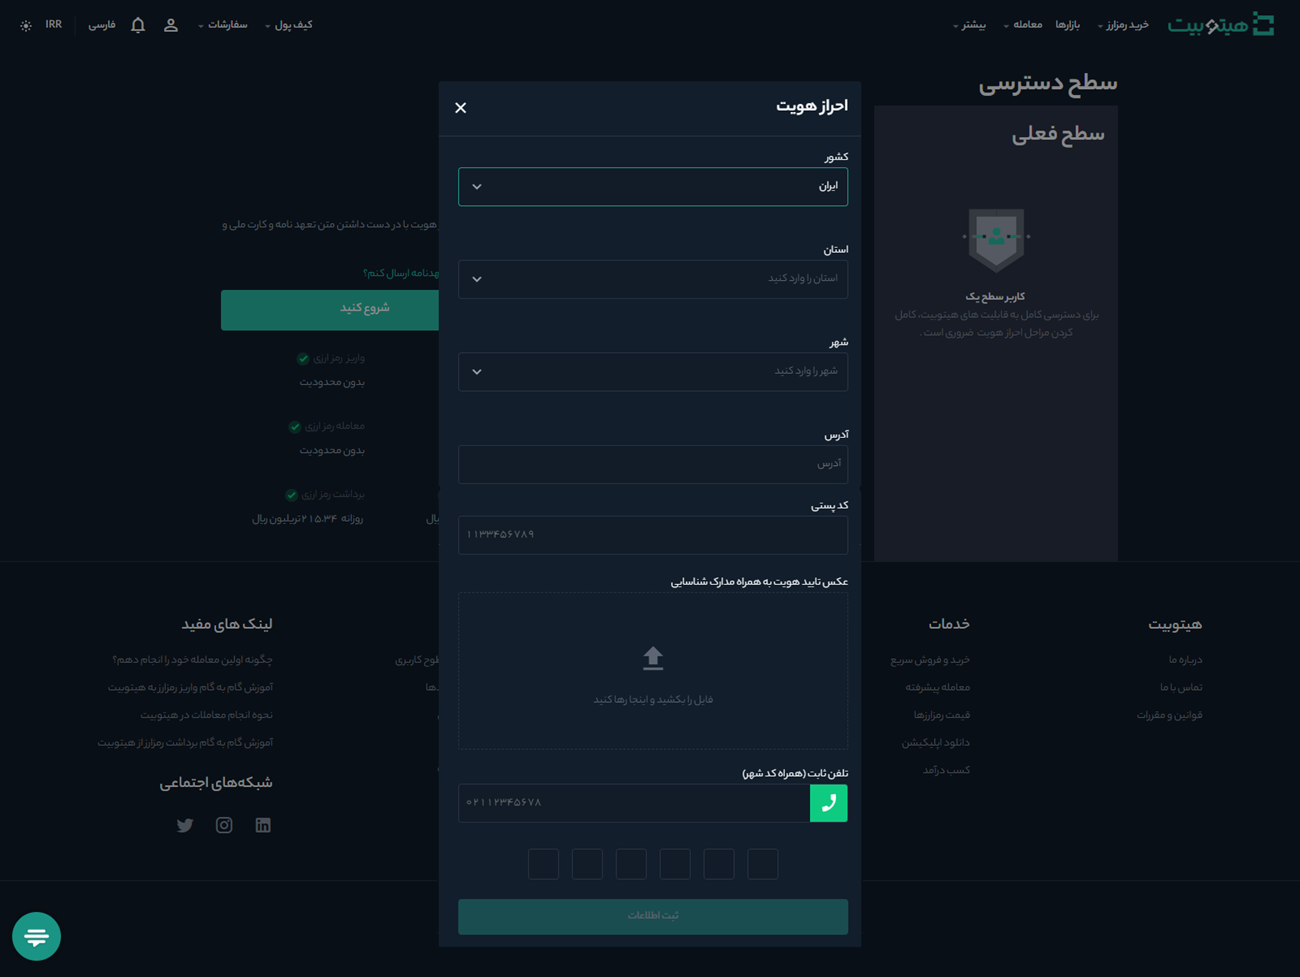 هیتوبیت
خرید رمزارز
بازارها
معامله
بیشتر
کیف پول
سفارشات
فارسی
IRR
سطح دسترسی
سطح فعلی
کاربر سطح یک
برای دسترسی کامل به قابلیت های هیتوبیت، کامل
کردن مراحل احراز هویت ضروری است .
هویت با در دست داشتن متن تعهد نامه و کارت ملی و
هدنامه ارسال کنم؟
شروع کنید
واریز رمز ارزی
بدون محدودیت
معامله رمز ارزی
بدون محدودیت
برداشت رمز ارزی
روزانه ۲۱۵.۳۴ تریلیون ریال
یال
احراز هویت
کشور
ایران
استان
استان را وارد کنید
شهر
شهر را وارد کنید
آدرس
آدرس
کد پستی
۱۱۳۳۴۵۶۷۸۹
عکس تایید هویت به همراه مدارک شناسایی
فایل را بکشید و اینجا رها کنید
تلفن ثابت (همراه کد شهر)
۰۲۱۱۲۳۴۵۶۷۸
ثبت اطلاعات
هیتوبیت
درباره ما
تماس با ما
قوانین و مقررات
خدمات
خرید و فروش سریع
معامله پیشرفته
قیمت رمزارزها
دانلود اپلیکیشن
کسب درآمد
طوح کاربری
دها
لینک های مفید
چگونه اولین معامله خود را انجام دهم؟
آموزش گام به گام واریز رمزارز به هیتوبیت
نحوه انجام معاملات در هیتوبیت
آموزش گام به گام برداشت رمزارز از هیتوبیت
شبکه‌های اجتماعی